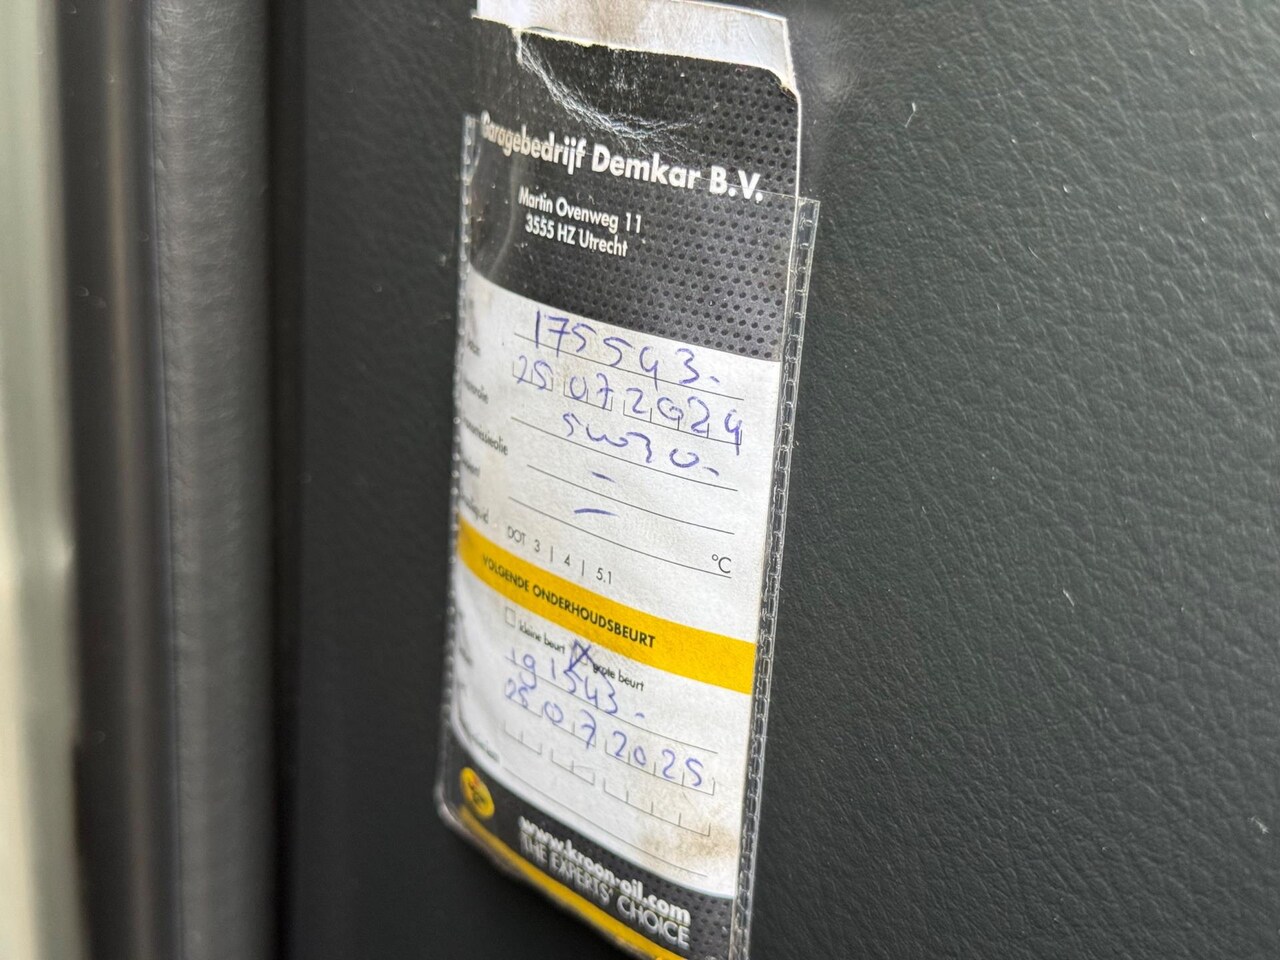 Garagebedrijf Demkar B.V.
Martin Ovenweg 11
3555 HZ Utrecht
175543.
25 07 2024
5w30.
-
- °C
DOT 3 | 4 | 5.1
VOLGENDE ONDERHOUDSBEURT
kleine beurt X grote beurt
191543.
25 07 2025
www.kroon-oil.com
THE EXPERTS' CHOICE